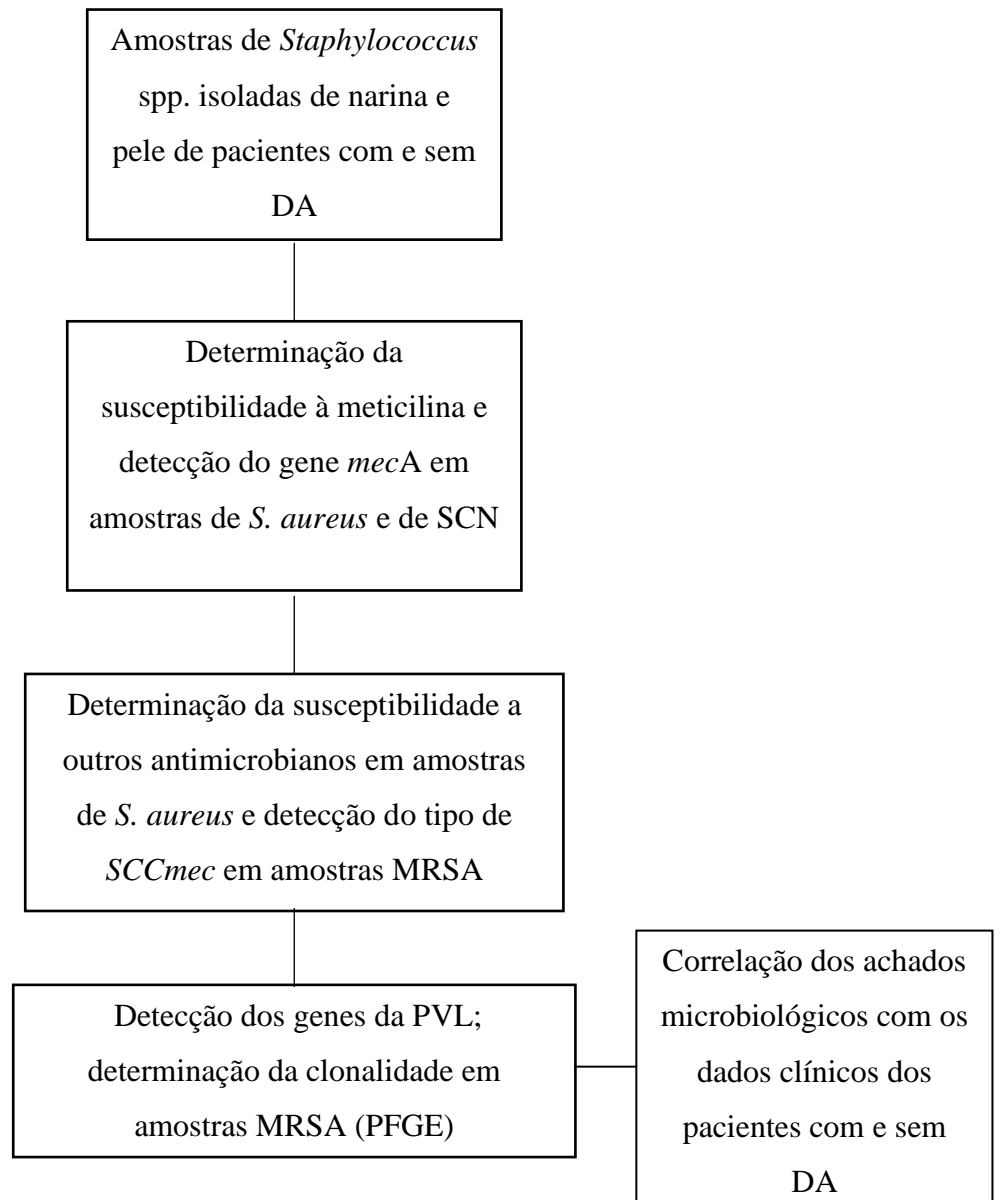 Amostras de Staphylococcus
spp. isoladas de narina e
pele de pacientes com e sem
DA
Determinação da
susceptibilidade à meticilina e
detecção do gene mecA em
amostras de S. aureus e de SCN
Determinação da susceptibilidade a
outros antimicrobianos em amostras
de S. aureus e detecção do tipo de
SCCmec em amostras MRSA
Detecção dos genes da PVL;
determinação da clonalidade em
amostras MRSA (PFGE)
Correlação dos achados
microbiológicos com os
dados clínicos dos
pacientes com e sem
DA